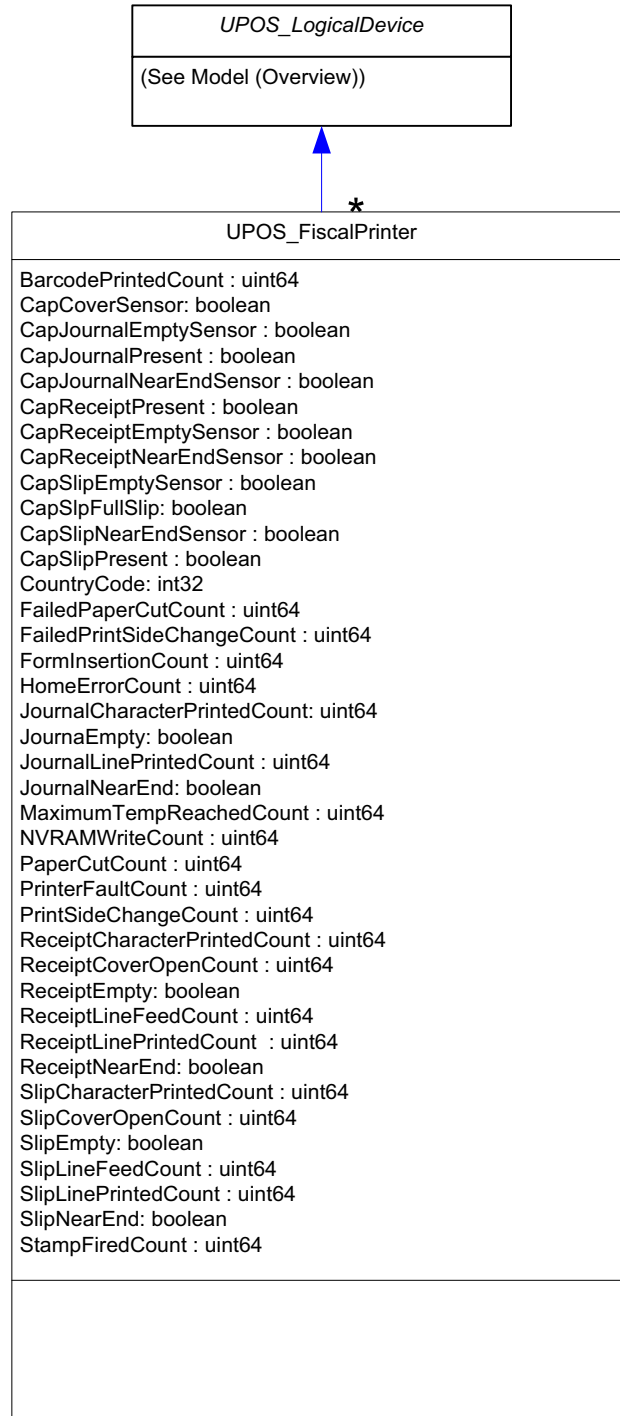 UPOS_LogicalDevice
(See Model (Overview))
*
UPOS_FiscalPrinter
BarcodePrintedCount : uint64
CapCoverSensor: boolean
CapJournalEmptySensor : boolean
CapJournalPresent : boolean
CapJournalNearEndSensor : boolean
CapReceiptPresent : boolean
CapReceiptEmptySensor : boolean
CapReceiptNearEndSensor : boolean
CapSlipEmptySensor : boolean
CapSlpFullSlip: boolean
CapSlipNearEndSensor : boolean
CapSlipPresent : boolean
CountryCode: int32
FailedPaperCutCount : uint64
FailedPrintSideChangeCount : uint64
FormInsertionCount : uint64
HomeErrorCount : uint64
JournalCharacterPrintedCount: uint64
JournaEmpty: boolean
JournalLinePrintedCount : uint64
JournalNearEnd: boolean
MaximumTempReachedCount : uint64
NVRAMWriteCount : uint64
PaperCutCount : uint64
PrinterFaultCount : uint64
PrintSideChangeCount : uint64
ReceiptCharacterPrintedCount : uint64
ReceiptCoverOpenCount : uint64
ReceiptEmpty: boolean
ReceiptLineFeedCount : uint64
ReceiptLinePrintedCount  : uint64
ReceiptNearEnd: boolean
SlipCharacterPrintedCount : uint64
SlipCoverOpenCount : uint64
SlipEmpty: boolean
SlipLineFeedCount : uint64
SlipLinePrintedCount : uint64
SlipNearEnd: boolean
StampFiredCount : uint64